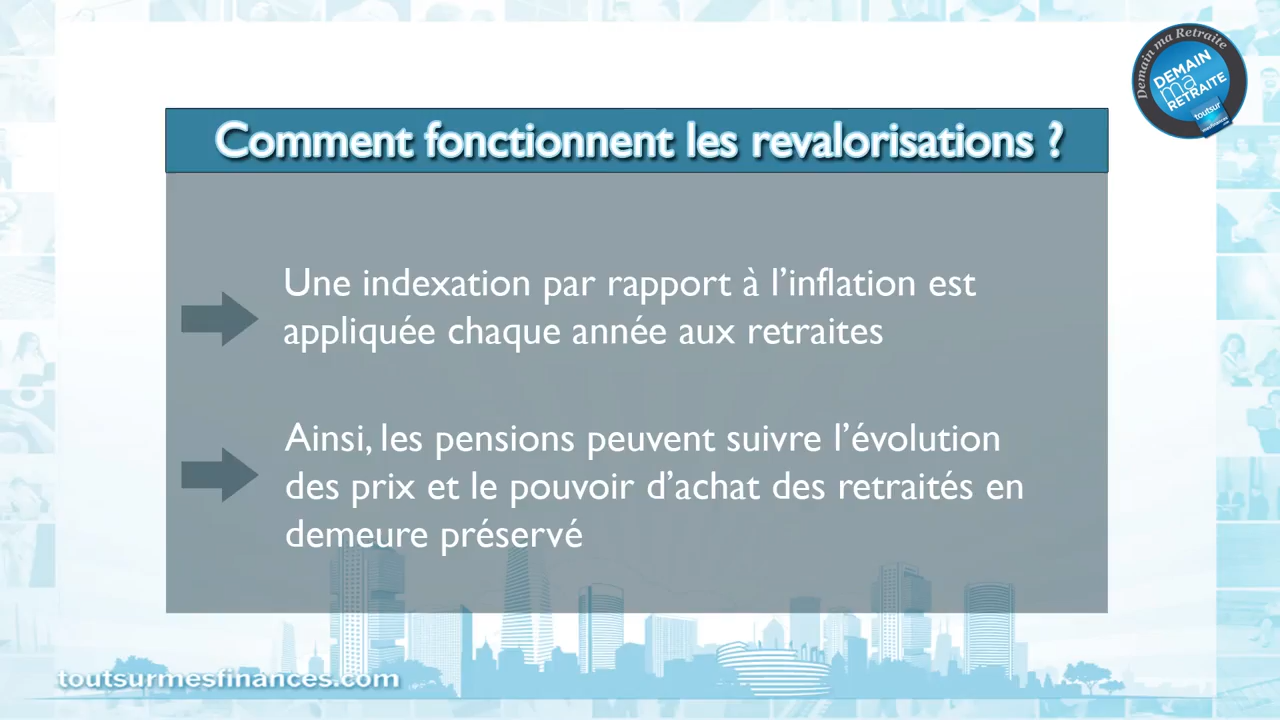 Demain ma Retraite
DEMAIN
ma
RETRAITE
toutsur
Comment fonctionnent les revalorisations ?
Une indexation par rapport à l’inflation est
appliquée chaque année aux retraites
Ainsi, les pensions peuvent suivre l’évolution
des prix et le pouvoir d’achat des retraités en
demeure préservé
toutsurmesfinances.com